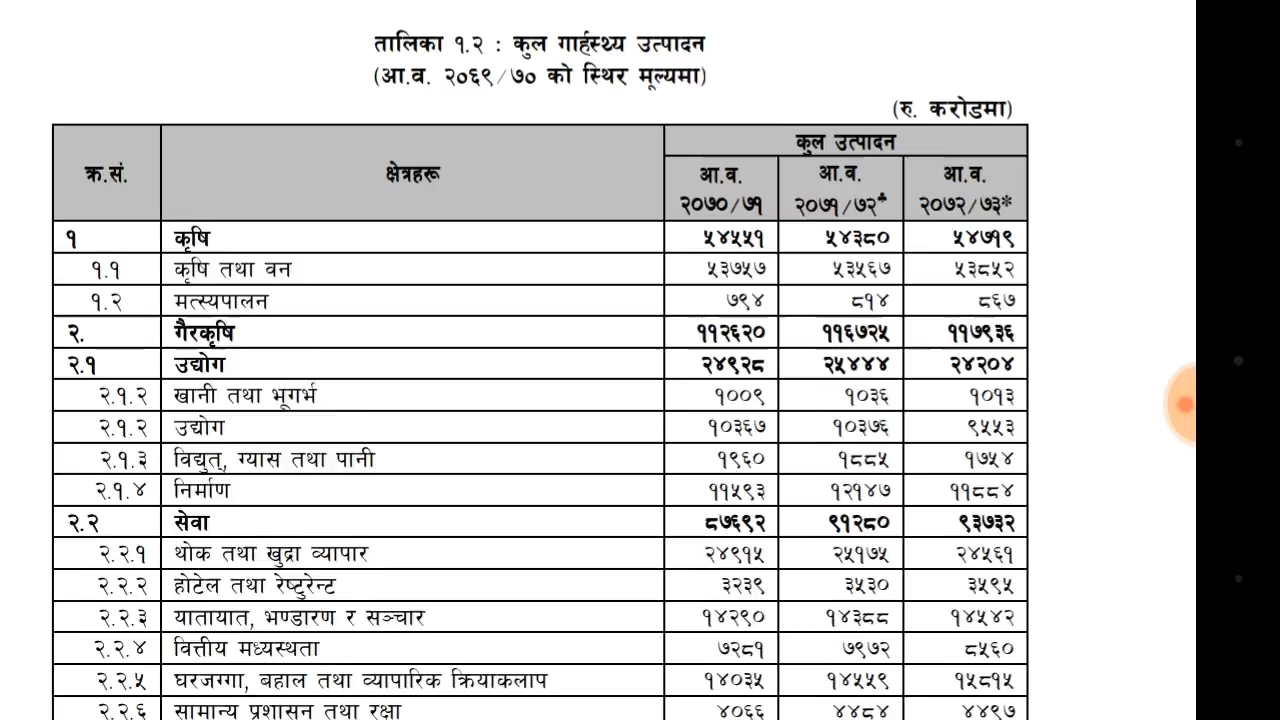 तालिका १.२ : कुल गार्हस्थ्य उत्पादन
(आ.व. २०६९/७० को स्थिर मूल्यमा)
(रु. करोडमा)
क्र.सं. क्षेत्रहरू कुल उत्पादन
आ.व. २०७०/७१ आ.व. २०७१/७२♣ आ.व. २०७२/७३*
१ कृषि ५४५५१ ५४३८० ५४७१९
१.१ कृषि तथा वन ५३७५७ ५३५६७ ५३८५२
१.२ मत्स्यपालन ७९४ ८१४ ८६७
२. गैरकृषि ११२६२० ११६७२५ ११७९३६
२.१ उद्योग २४९२८ २५४४४ २४२०४
२.१.२ खानी तथा भूगर्भ १००९ १०३६ १०१३
२.१.२ उद्योग १०३६७ १०३७६ ९५५३
२.१.३ विद्युत्, ग्यास तथा पानी १९६० १८८५ १७५४
२.१.४ निर्माण ११५९३ १२१४७ ११८८४
२.२ सेवा ८७६९२ ९१२८० ९३७३२
२.२.१ थोक तथा खुद्रा व्यापार २४९१५ २५१७५ २४५६१
२.२.२ होटेल तथा रेष्टुरेन्ट ३२३९ ३५३० ३५९५
२.२.३ यातायात, भण्डारण र सञ्चार १४२९० १४३८८ १४५४२
२.२.४ वित्तीय मध्यस्थता ७२८१ ७९७२ ८५६०
२.२.५ घरजग्गा, बहाल तथा व्यापारिक क्रियाकलाप १४०३५ १४५५९ १५८१५
२.२.६ सामान्य प्रशासन तथा रक्षा ४०६६ ४४८४ ४४९७